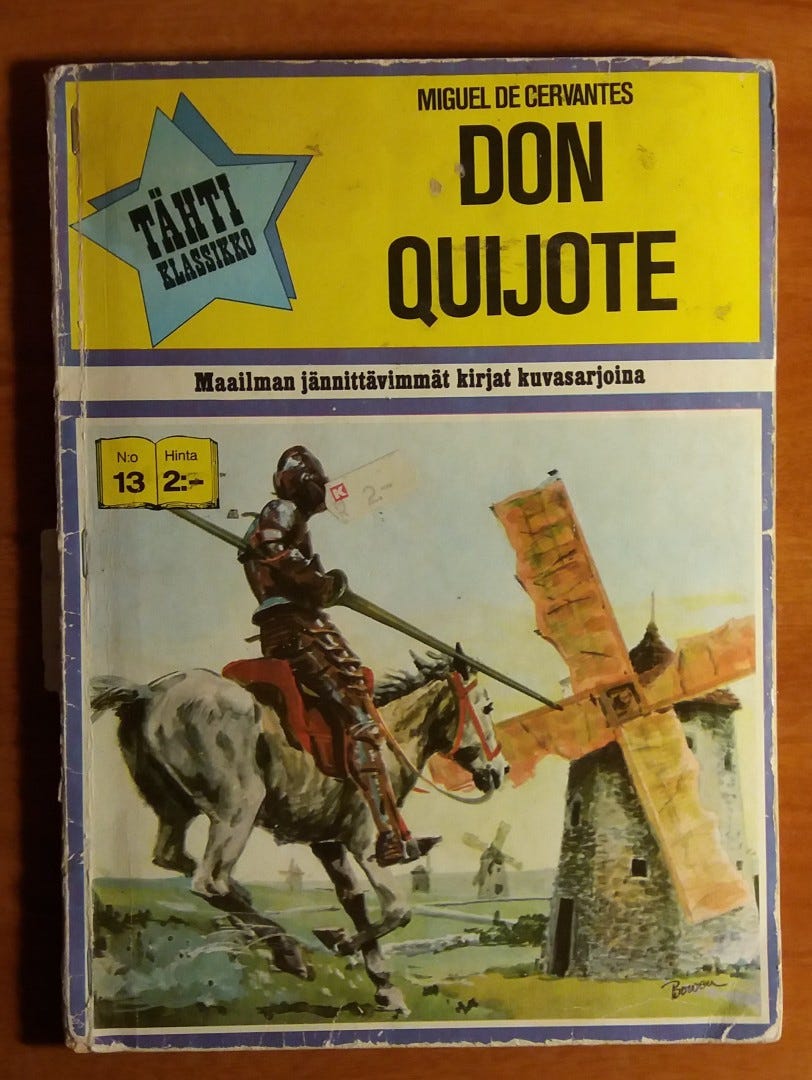 MIGUEL DE CERVANTES
DON
QUIJOTE
TÄHTI
KLASSIKKO
Maailman jännittävimmät kirjat kuvasarjoina
N:o
13
Hinta
2:-
K
2:-